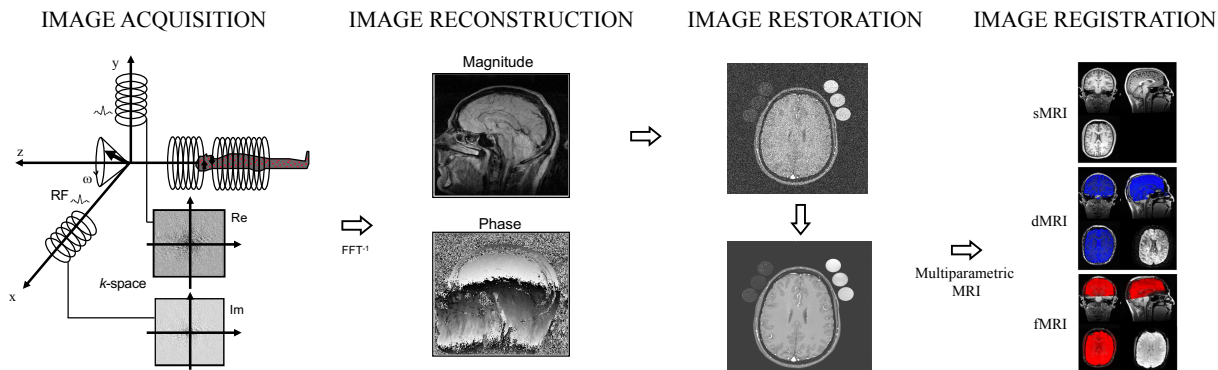 IMAGE ACQUISITION
IMAGE RECONSTRUCTION
IMAGE RESTORATION
IMAGE REGISTRATION
y
z
ω
RF
x
Re
k-space
Im
FFT-1
Magnitude
Phase
Multiparametric
MRI
sMRI
dMRI
fMRI